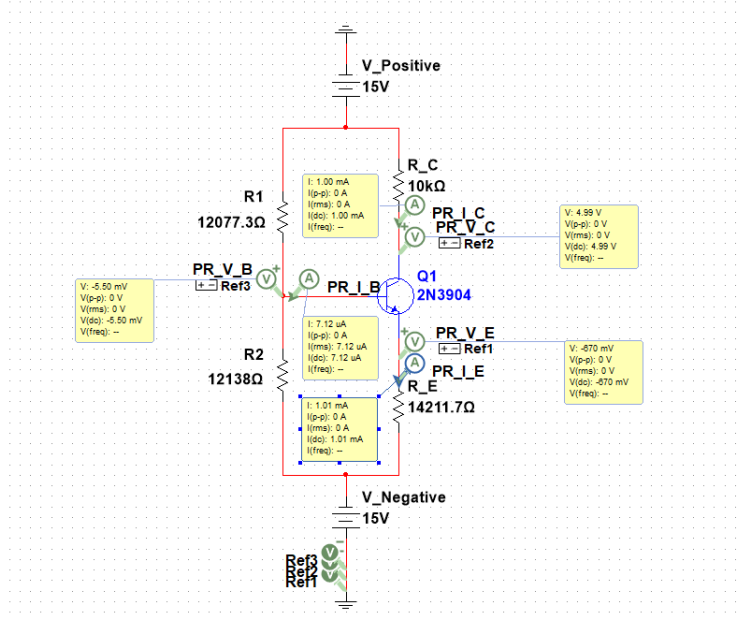 V_Positive
15V
R_C
10kΩ
I: 1.00 mA
I(p-p): 0 A
I(rms): 0 A
I(dc): 1.00 mA
I(freq): --
A
R1
12077.3Ω
PR_I_C
PR_V_C
V
+ -
Ref2
V: 4.99 V
V(p-p): 0 V
V(rms): 0 V
V(dc): 4.99 V
V(freq): --
PR_V_B
+ -
Ref3
V
+
A
PR_I_B
Q1
2N3904
V: -5.50 mV
V(p-p): 0 V
V(rms): 0 V
V(dc): -5.50 mV
V(freq): --
I: 7.12 uA
I(p-p): 0 A
I(rms): 7.12 uA
I(dc): 7.12 uA
I(freq): --
+
V
PR_V_E
+ -
Ref1
A
PR_I_E
V: -670 mV
V(p-p): 0 V
V(rms): 0 V
V(dc): -670 mV
V(freq): --
R2
12138Ω
R_E
14211.7Ω
I: 1.01 mA
I(p-p): 0 A
I(rms): 0 A
I(dc): 1.01 mA
I(freq): --
V_Negative
15V
V
Ref3
Ref2
V
Ref1